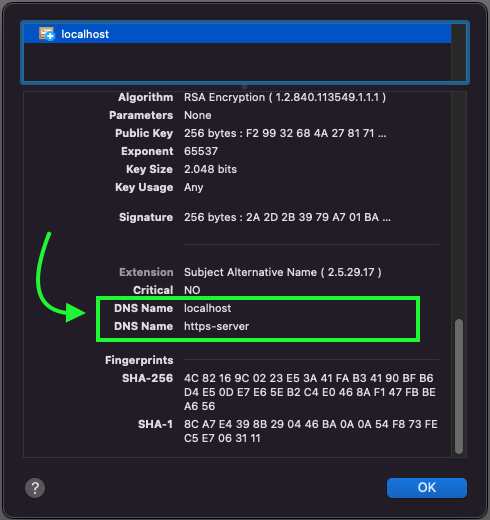 localhost
Algorithm RSA Encryption ( 1.2.840.113549.1.1.1 )
Parameters None
Public Key 256 bytes : F2 99 32 68 4A 27 81 71 ...
Exponent 65537
Key Size 2.048 bits
Key Usage Any
Signature 256 bytes : 2A 2D 2B 39 79 A7 01 BA ...
Extension Subject Alternative Name ( 2.5.29.17 )
Critical NO
DNS Name localhost
DNS Name https-server
Fingerprints
SHA-256 4C 82 16 9C 02 23 E5 3A 41 FA B3 41 90 BF B6
D4 E5 0D E7 E6 5E B2 C4 E0 46 8A F1 47 FB BE
A6 56
SHA-1 8C A7 E4 39 8B 29 04 46 BA 0A 0A 54 F8 73 FE
C5 E7 06 31 11
? OK